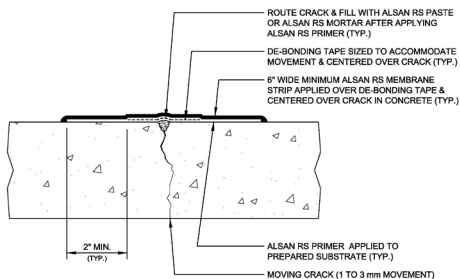 ROUTE CRACK & FILL WITH ALSAN RS PASTE
OR ALSAN RS MORTAR AFTER APPLYING
ALSAN RS PRIMER (TYP.)
DE-BONDING TAPE SIZED TO ACCOMMODATE
MOVEMENT & CENTERED OVER CRACK (TYP.)
6" WIDE MINIMUM ALSAN RS MEMBRANE
STRIP APPLIED OVER DE-BONDING TAPE &
CENTERED OVER CRACK IN CONCRETE (TYP.)
2" MIN.
(TYP.)
ALSAN RS PRIMER APPLIED TO
PREPARED SUBSTRATE (TYP.)
MOVING CRACK (1 TO 3 mm MOVEMENT)